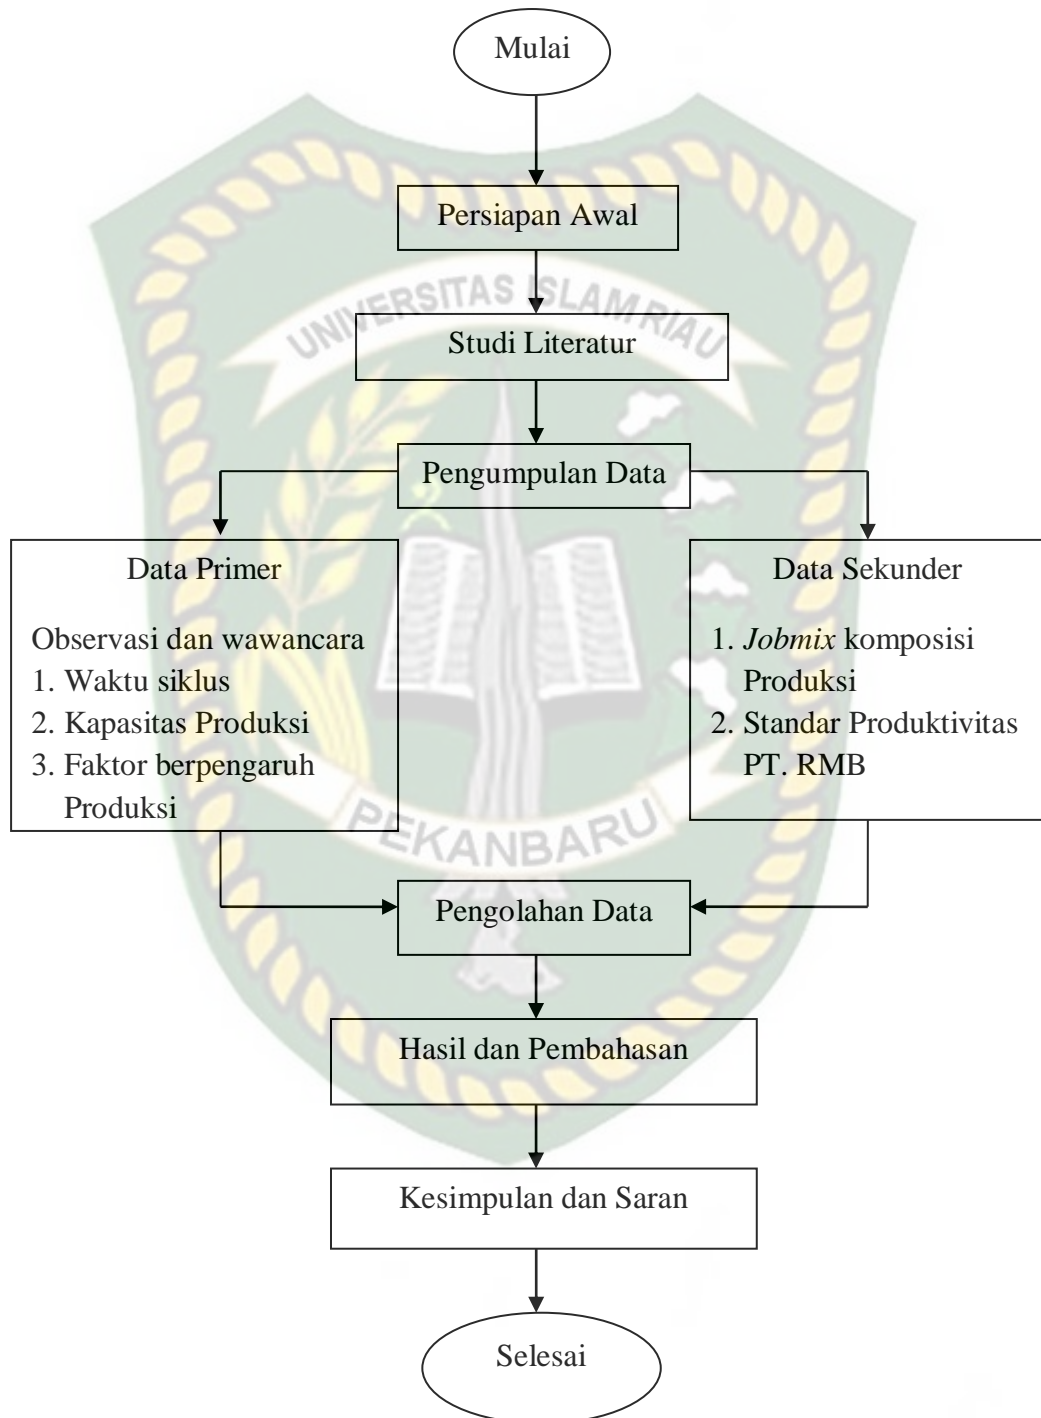 Mulai
Persiapan Awal
UNIVERSITAS ISLAM RIAU
Studi Literatur
Pengumpulan Data
Data Primer
Observasi dan wawancara
1. Waktu siklus
2. Kapasitas Produksi
3. Faktor berpengaruh
Produksi
Data Sekunder
1. Jobmix komposisi
Produksi
2. Standar Produktivitas
PT. RMB
PEKANBARU
Pengolahan Data
Hasil dan Pembahasan
Kesimpulan dan Saran
Selesai